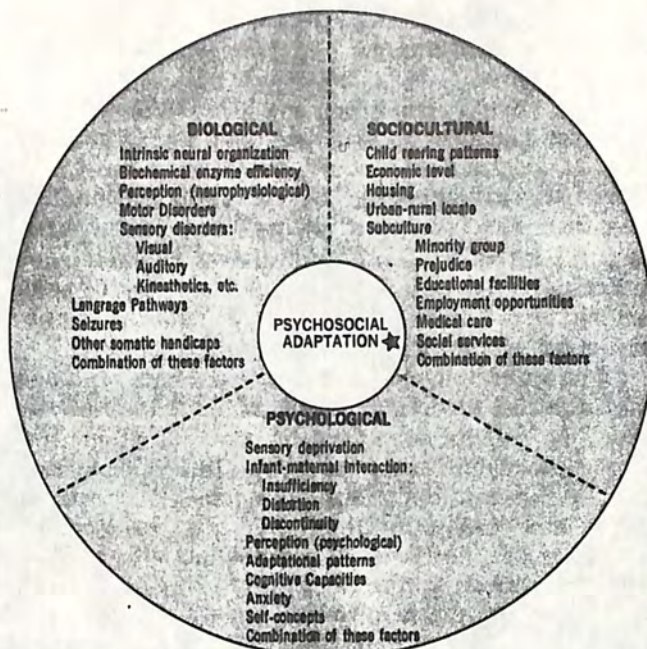 BIOLOGICAL
Intrinsic neural organization
Biochemical enzyme efficiency
Perception (neurophysiological)
Motor Disorders
Sensory disorders:
Visual
Auditory
Kinesthetics, etc.
Langrage Pathways
Seizures
Other somatic handicaps
Combination of these factors
SOCIOCULTURAL
Child rearing patterns
Economic level
Housing
Urban-rural locate
Subculture
Minority group
Prejudice
Educational facilities
Employment opportunities
Medical care
Social services
Combination of these factors
PSYCHOSOCIAL
ADAPTATION
PSYCHOLOGICAL
Sensory deprivation
Infant-maternal interaction:
Insufficiency
Distortion
Discontinuity
Perception (psychological)
Adaptational patterns
Cognitive Capacities
Anxiety
Self-concepts
Combination of these factors